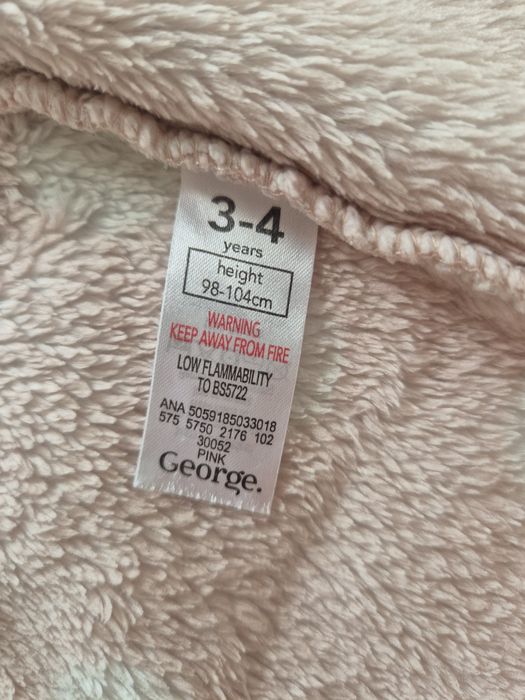 3-4
years
height
98-104cm
WARNING
KEEP AWAY FROM FIRE
LOW FLAMMABILITY
TO BS5722
ANA 5059185033018
575 5750 2176 102
30052
PINK
George.